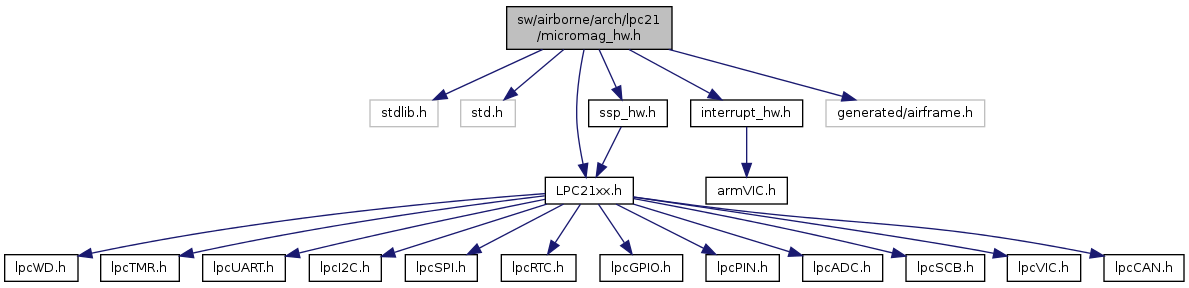 sw/airborne/arch/lpc21
/micromag_hw.h
stdlib.h
std.h
ssp_hw.h
interrupt_hw.h
generated/airframe.h
LPC21xx.h
armVIC.h
lpcWD.h
lpcTMR.h
lpcUART.h
lpcI2C.h
lpcSPI.h
lpcRTC.h
lpcGPIO.h
lpcPIN.h
lpcADC.h
lpcSCB.h
lpcVIC.h
lpcCAN.h